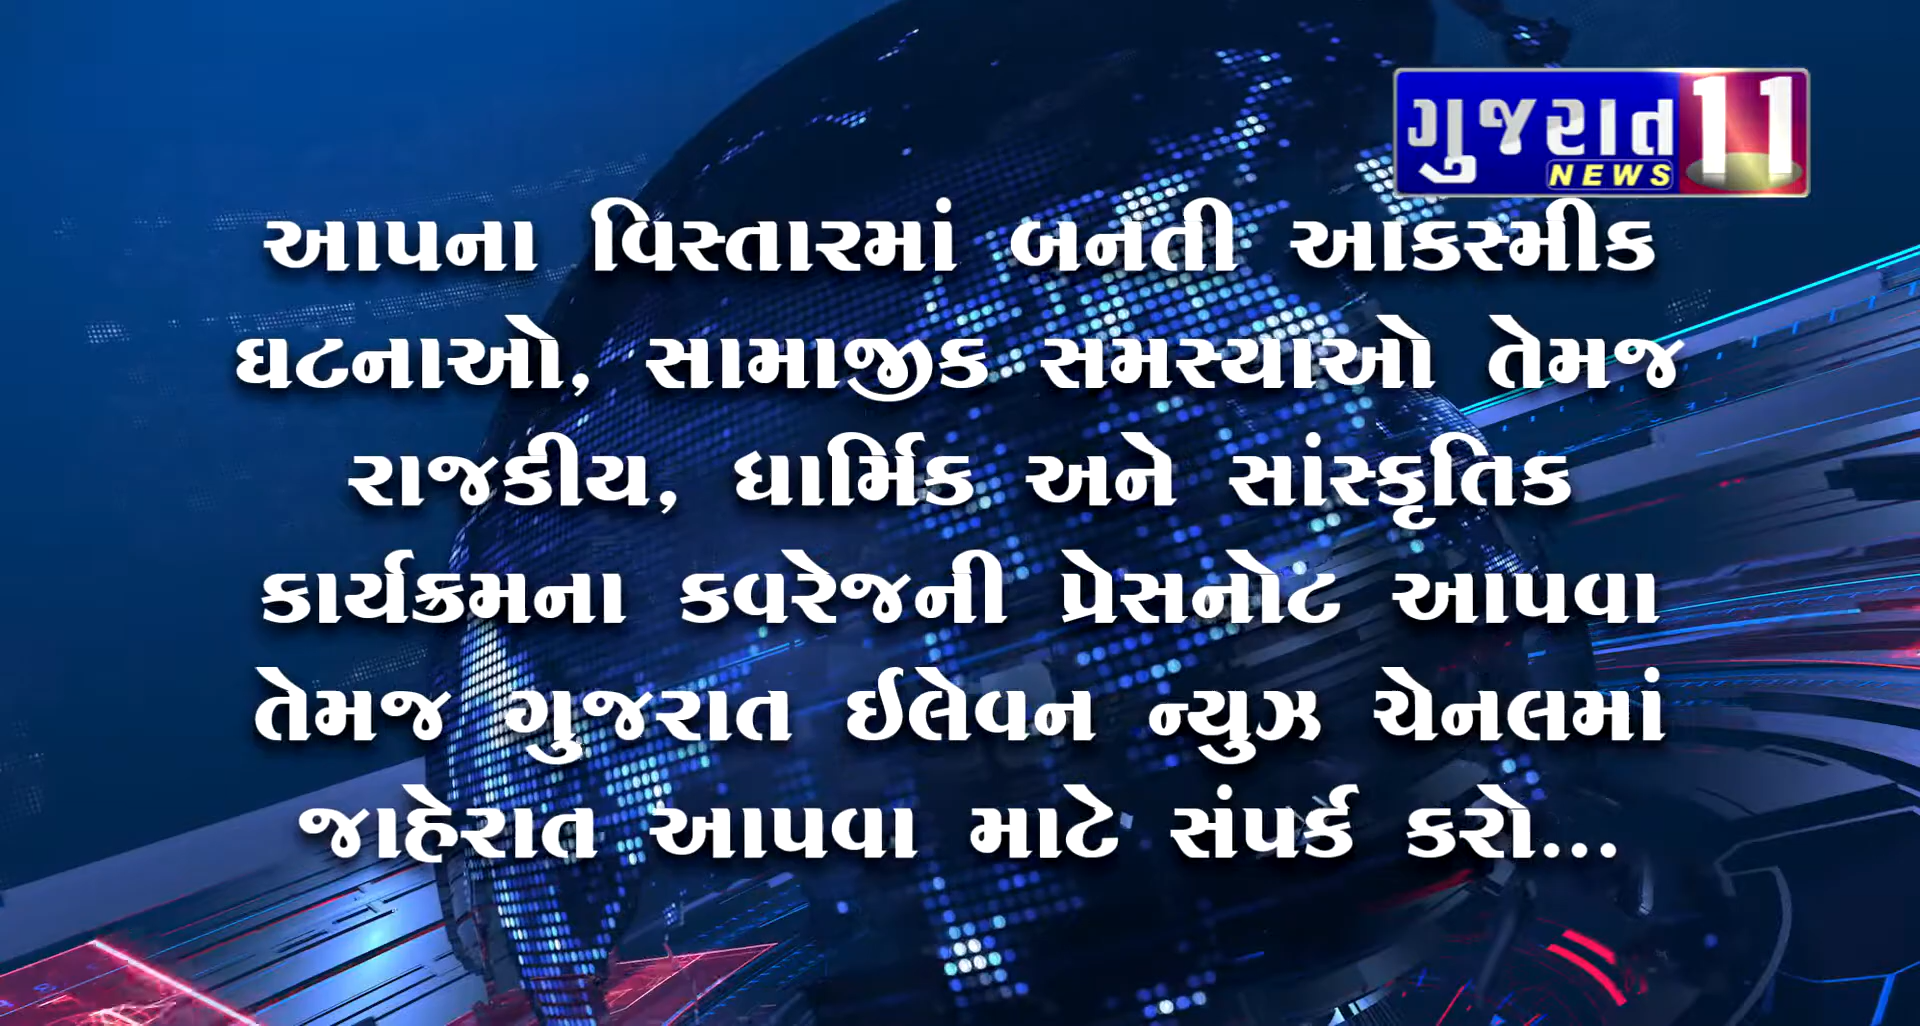 ગુજરાત 11
NEWS
આપના વિસ્તારમાં બનતી આકસ્મીક
ઘટનાઓ, સામાજીક સમસ્યાઓ તેમજ
રાજકીય, ધાર્મિક અને સાંસ્કૃતિક
કાર્યક્રમના કવરેજની પ્રેસનોટ આપવા
તેમજ ગુજરાત ઈલેવન ન્યુઝ ચેનલમાં
જાહેરાત આપવા માટે સંપર્ક કરો...